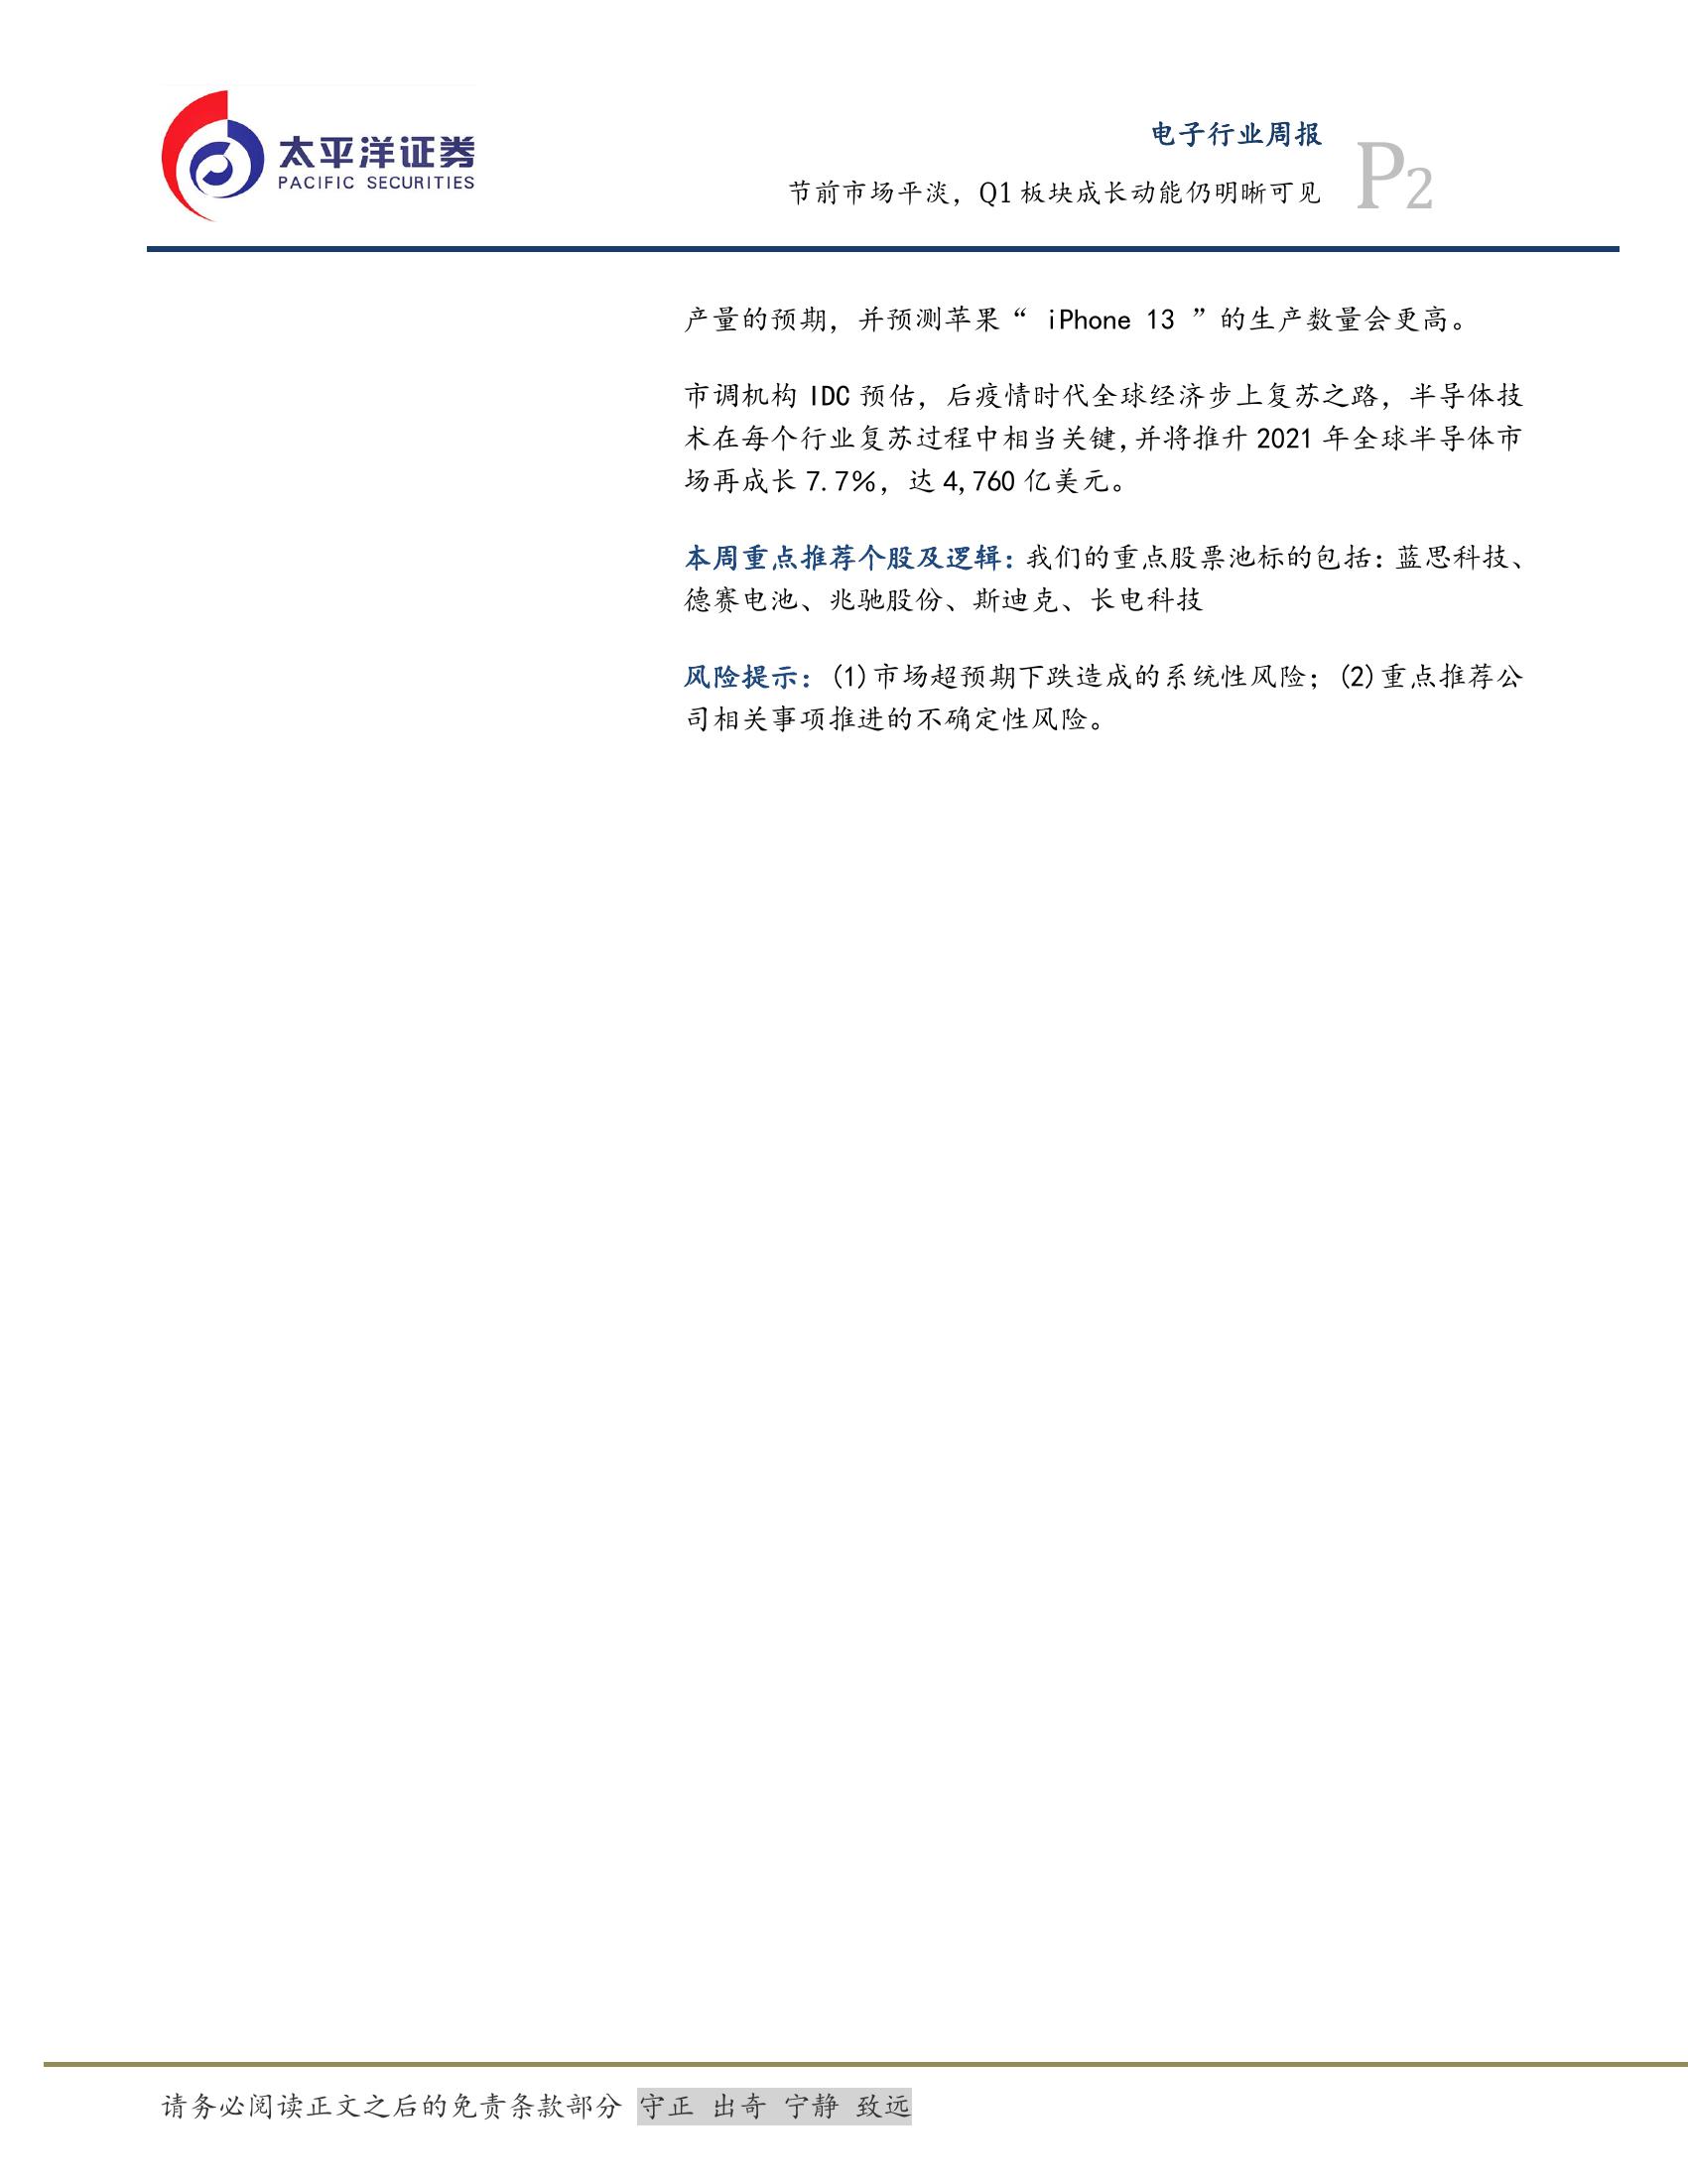 太平洋证券
PACIFIC SECURITIES
电子行业周报
节前市场平淡，Q1 板块成长动能仍明晰可见
P2
产量的预期，并预测苹果“ iPhone 13 ”的生产数量会更高。
市调机构 IDC 预估，后疫情时代全球经济步上复苏之路，半导体技
术在每个行业复苏过程中相当关键,并将推升 2021 年全球半导体市
场再成长 7.7%，达 4,760 亿美元。
本周重点推荐个股及逻辑：我们的重点股票池标的包括：蓝思科技、
德赛电池、兆驰股份、斯迪克、长电科技
风险提示：(1)市场超预期下跌造成的系统性风险；(2)重点推荐公
司相关事项推进的不确定性风险。
请务必阅读正文之后的免责条款部分 守正 出奇 宁静 致远